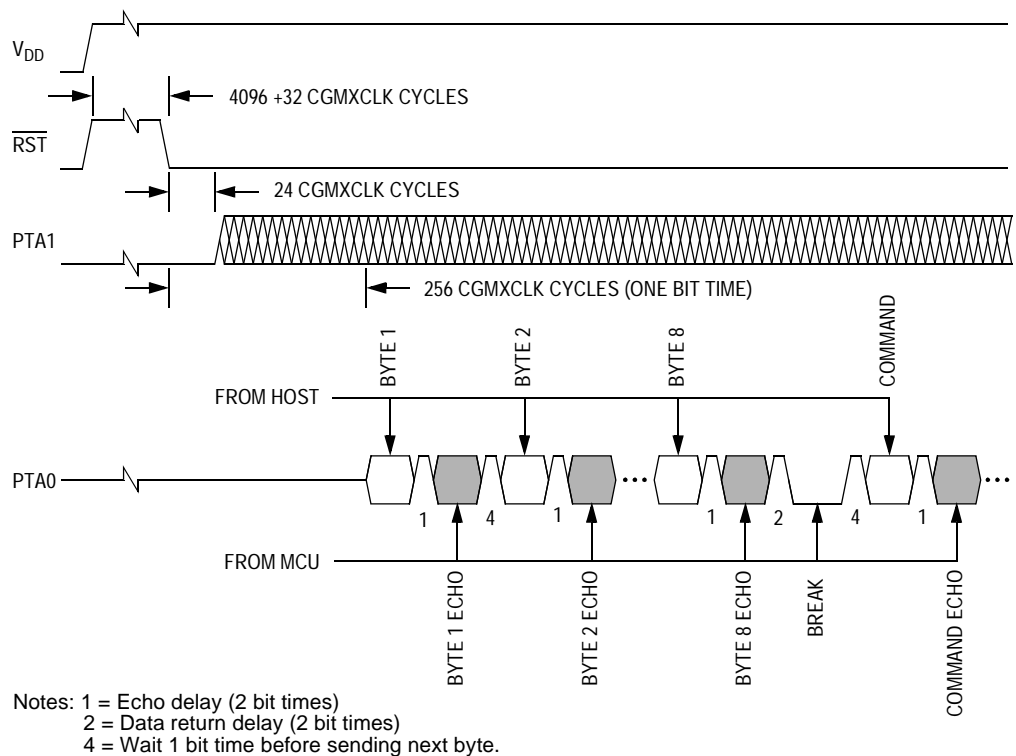 VDD
4096 +32 CGMXCLK CYCLES
RST
24 CGMXCLK CYCLES
PTA1
256 CGMXCLK CYCLES (ONE BIT TIME)
BYTE 1
BYTE 2
BYTE 8
COMMAND
FROM HOST
PTA0
1
4
1
1
2
4
1
FROM MCU
BYTE 1 ECHO
BYTE 2 ECHO
BYTE 8 ECHO
BREAK
COMMAND ECHO
Notes: 1 = Echo delay (2 bit times)
2 = Data return delay (2 bit times)
4 = Wait 1 bit time before sending next byte.